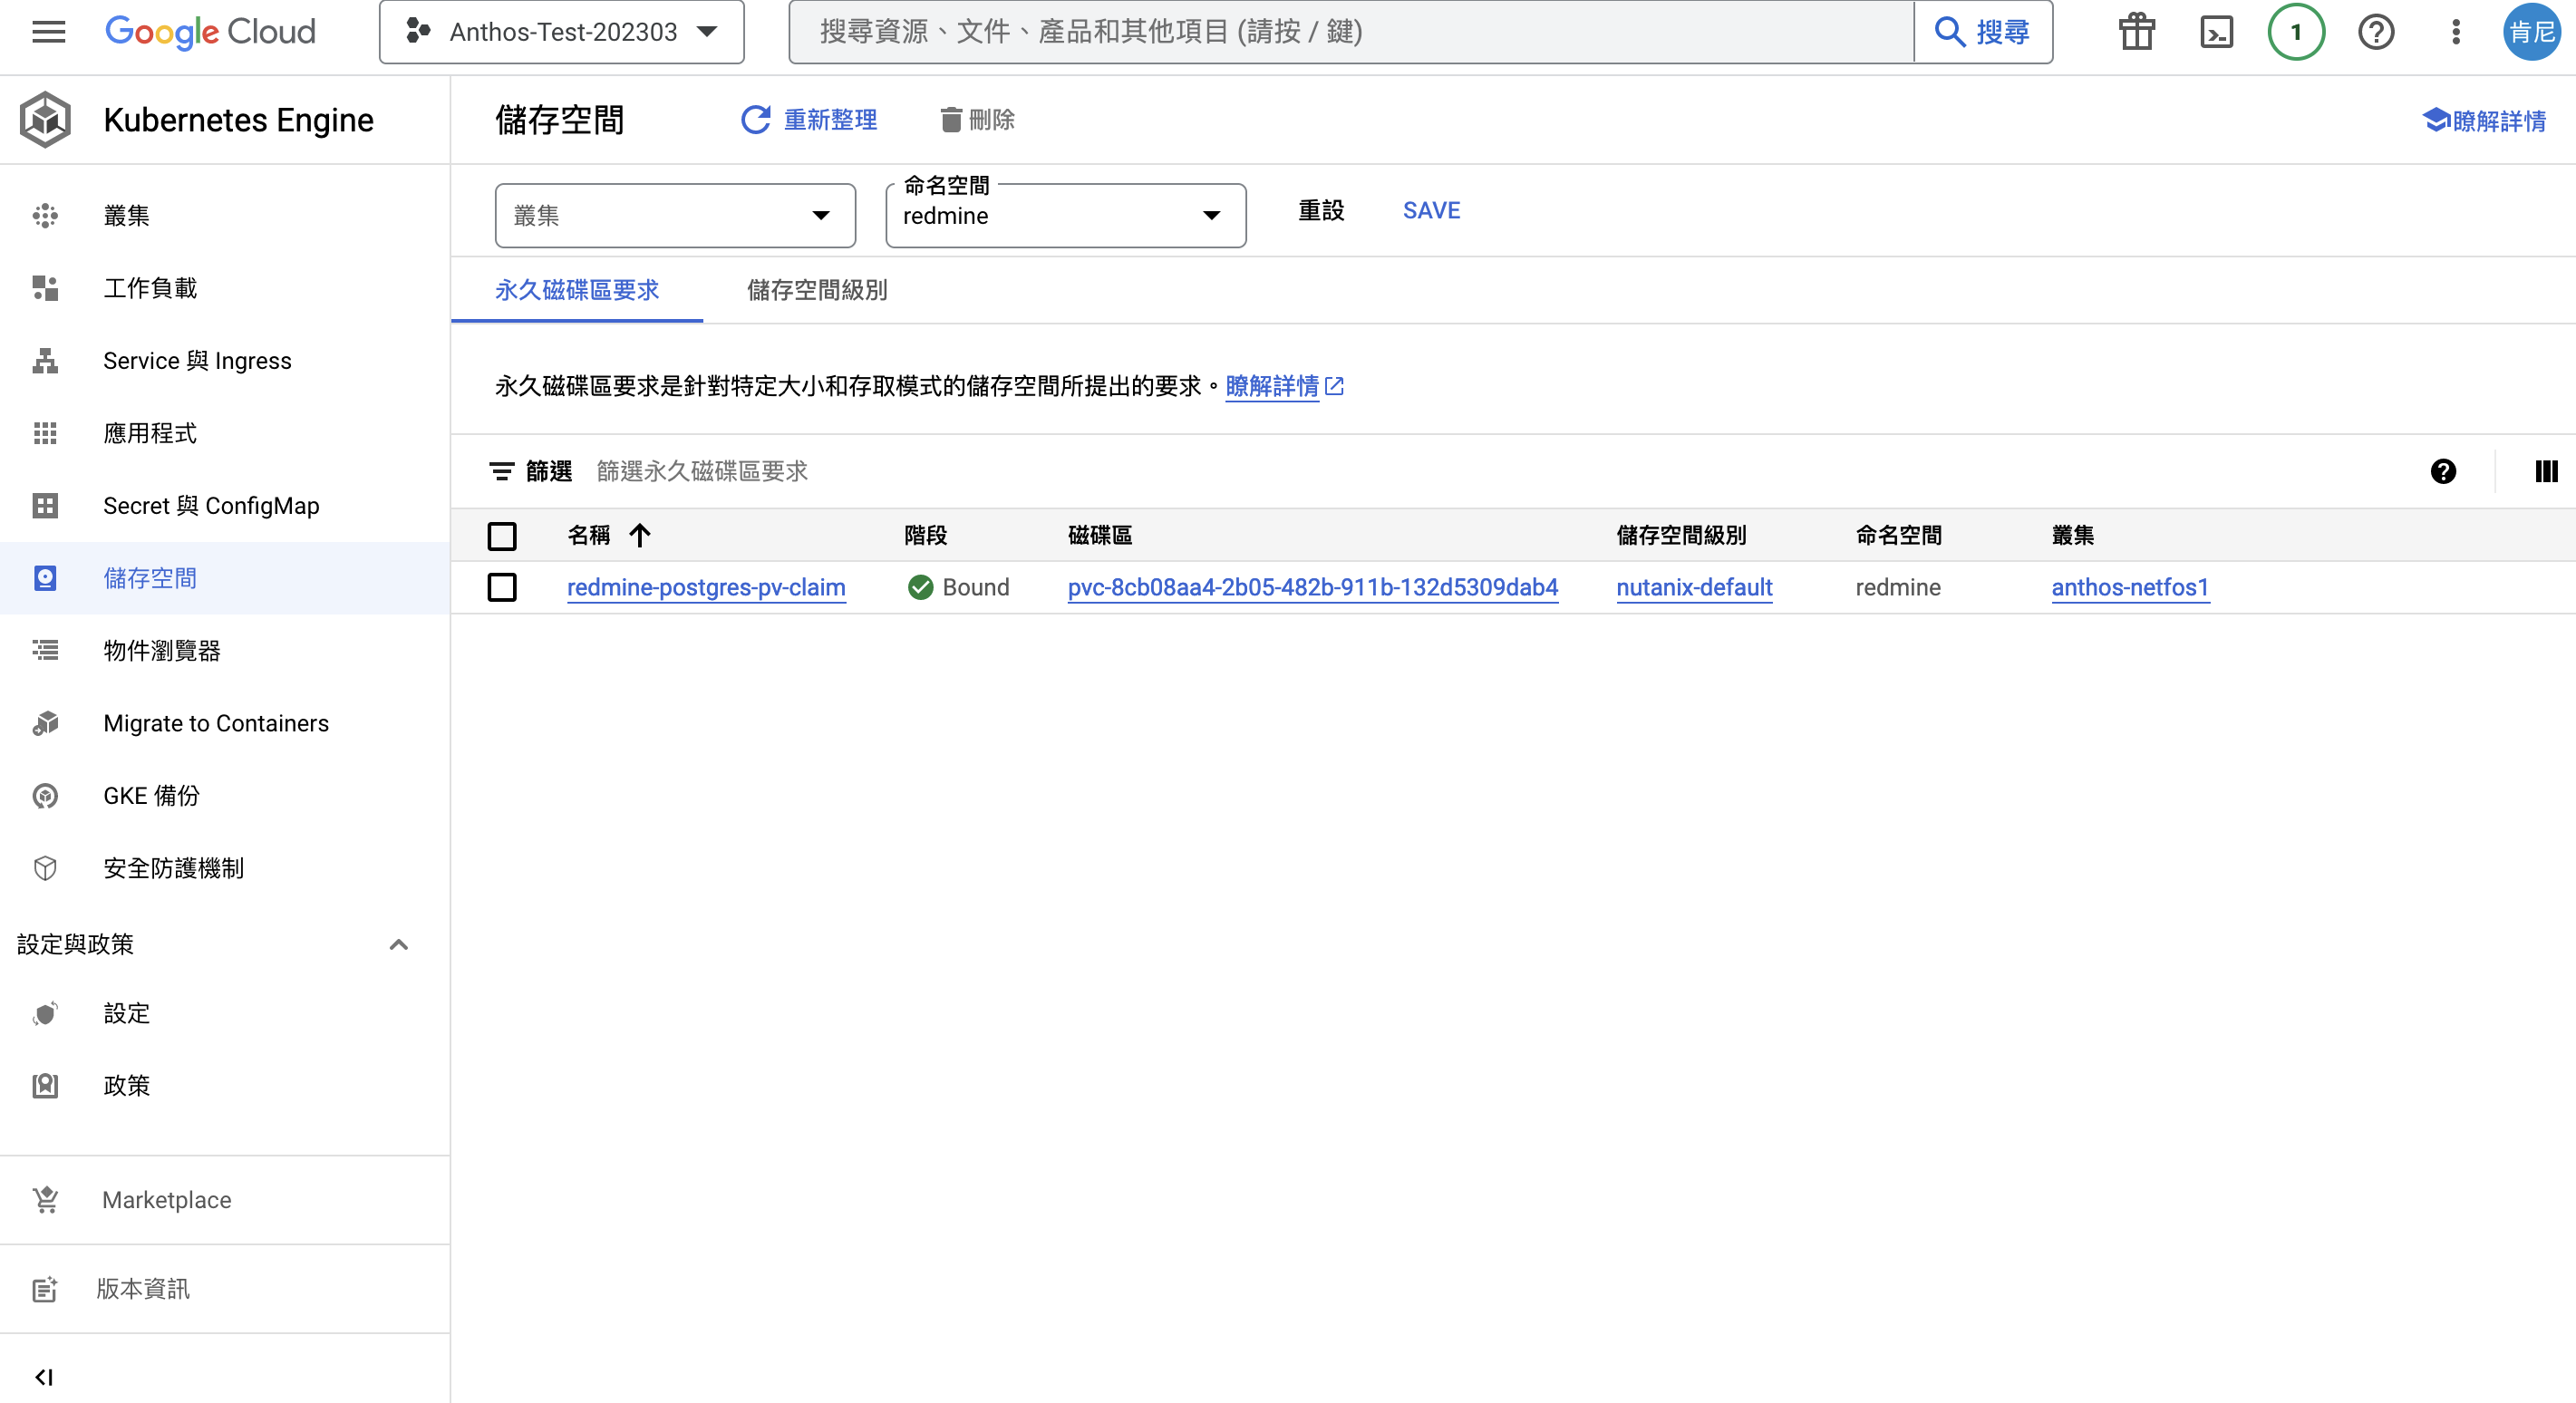 Google Cloud
Anthos-Test-202303
搜尋資源、文件、產品和其他項目 (請按 / 鍵)
搜尋
1
肯尼
Kubernetes Engine
儲存空間
重新整理
刪除
瞭解詳情
叢集
工作負載
Service 與 Ingress
應用程式
Secret 與 ConfigMap
儲存空間
物件瀏覽器
Migrate to Containers
GKE 備份
安全防護機制
設定與政策
設定
政策
Marketplace
版本資訊
叢集
命名空間
redmine
重設
SAVE
永久磁碟區要求
儲存空間級別
永久磁碟區要求是針對特定大小和存取模式的儲存空間所提出的要求。瞭解詳情
篩選 篩選永久磁碟區要求
名稱 階段 磁碟區 儲存空間級別 命名空間 叢集
redmine-postgres-pv-claim Bound pvc-8cb08aa4-2b05-482b-911b-132d5309dab4 nutanix-default redmine anthos-netfos1